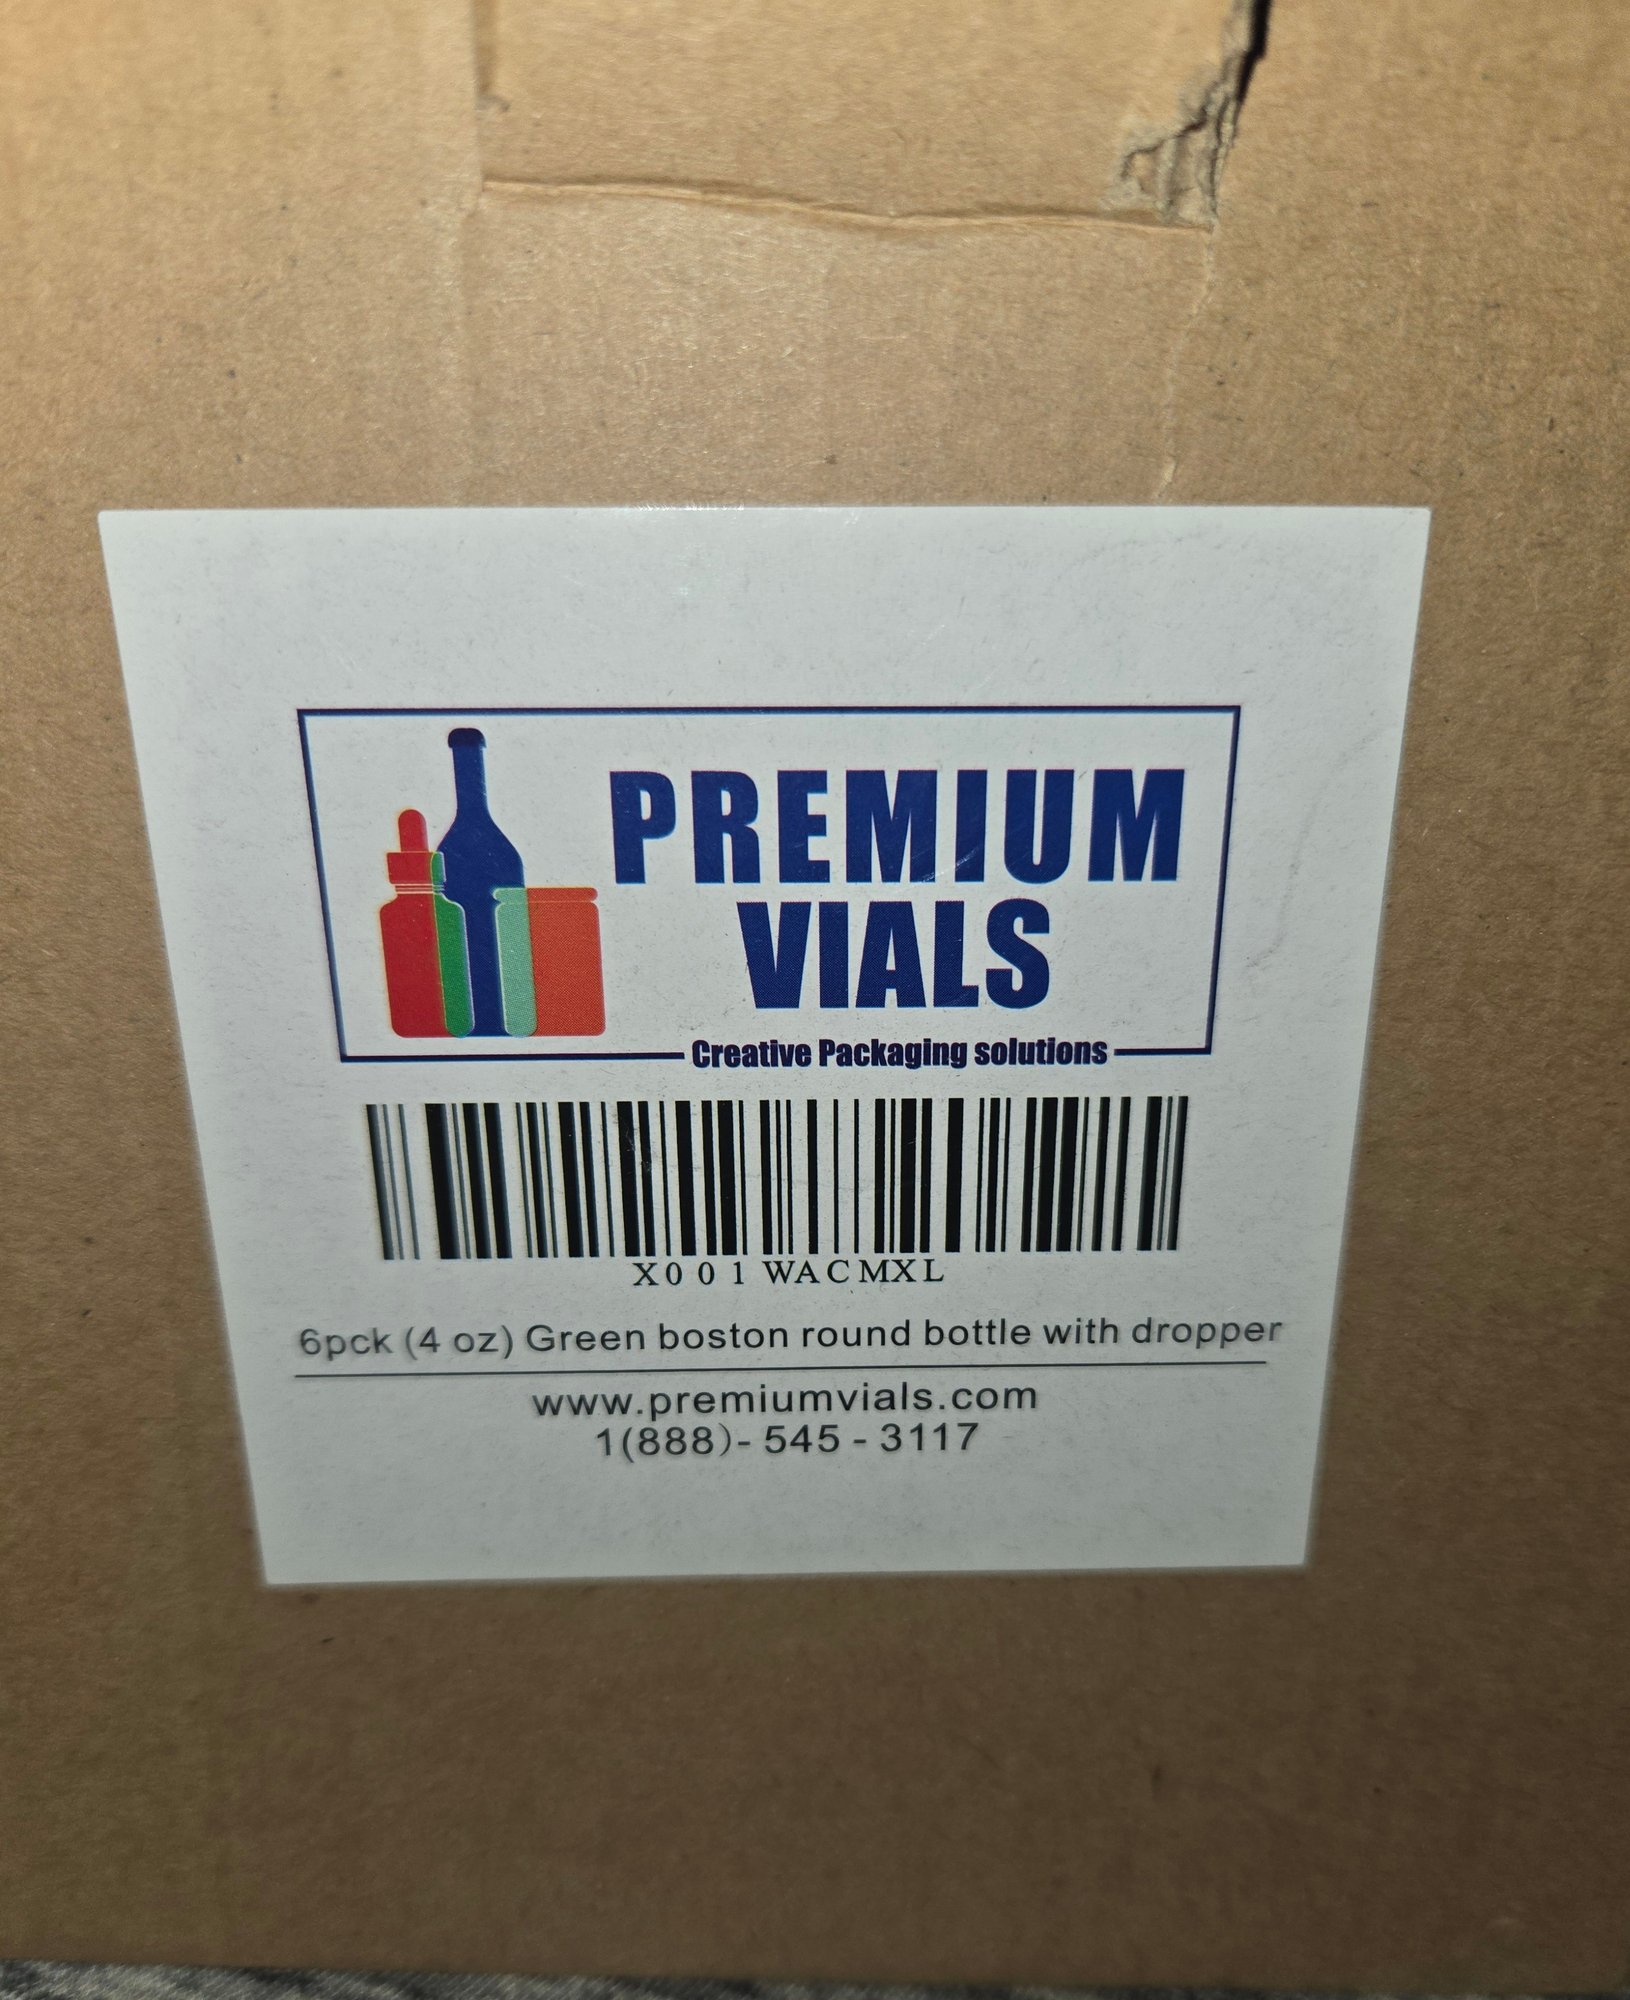 PREMIUM
VIALS
Creative Packaging solutions
X001WACMXL
6pck (4 oz) Green boston round bottle with dropper
www.premiumvials.com
1(888)- 545 - 3117